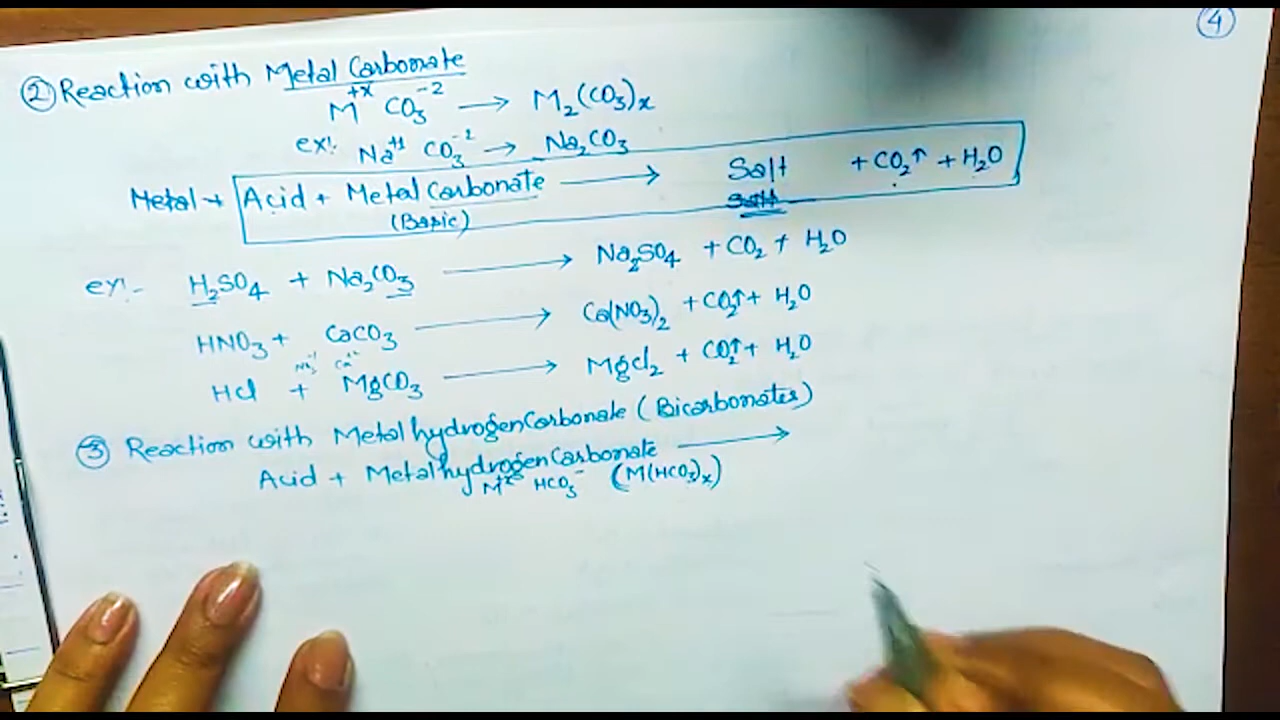 ④
② Reaction with Metal Carbonate
M⁺ˣ CO₃⁻² → M₂(CO₃)ₓ
ex:- Na⁺¹ CO₃⁻² → Na₂CO₃
Metal + Acid + Metal Carbonate → Salt + CO₂↑ + H₂O
(Basic)
ex:- H₂SO₄ + Na₂CO₃ → Na₂SO₄ + CO₂ + H₂O
HNO₃ + CaCO₃ → Ca(NO₃)₂ + CO₂↑ + H₂O
HCl + MgCO₃ → MgCl₂ + CO₂↑ + H₂O
③ Reaction with Metal hydrogen Carbonate (Bicarbonates)
Acid + Metal hydrogen Carbonate →
M⁺ˣ HCO₃⁻ (M(HCO₃)ₓ)